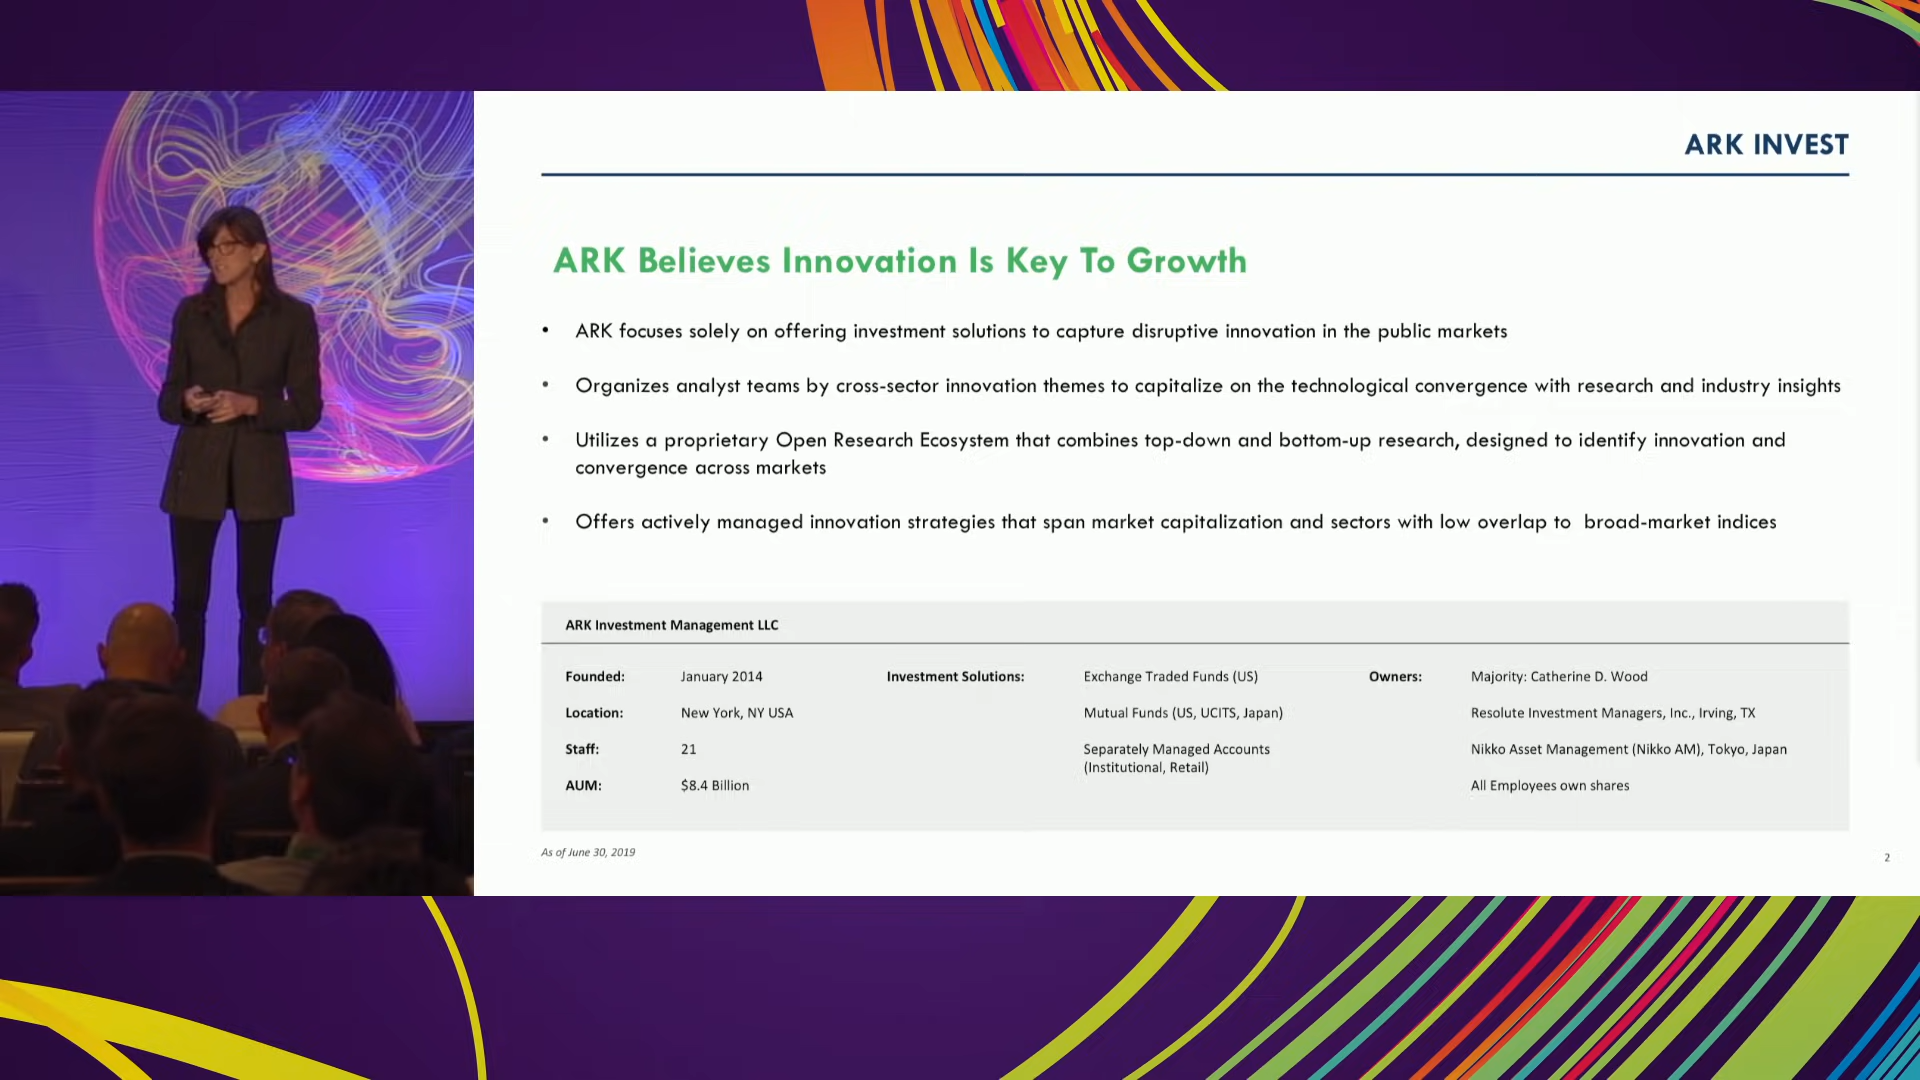 ARK INVEST
ARK Believes Innovation Is Key To Growth
• ARK focuses solely on offering investment solutions to capture disruptive innovation in the public markets
• Organizes analyst teams by cross-sector innovation themes to capitalize on the technological convergence with research and industry insights
• Utilizes a proprietary Open Research Ecosystem that combines top-down and bottom-up research, designed to identify innovation and
convergence across markets
• Offers actively managed innovation strategies that span market capitalization and sectors with low overlap to broad-market indices
ARK Investment Management LLC
Founded: January 2014 Investment Solutions: Exchange Traded Funds (US) Owners: Majority: Catherine D. Wood
Location: New York, NY USA Mutual Funds (US, UCITS, Japan) Resolute Investment Managers, Inc., Irving, TX
Staff: 21 Separately Managed Accounts Nikko Asset Management (Nikko AM), Tokyo, Japan
(Institutional, Retail)
AUM: $8.4 Billion All Employees own shares
As of June 30, 2019
2